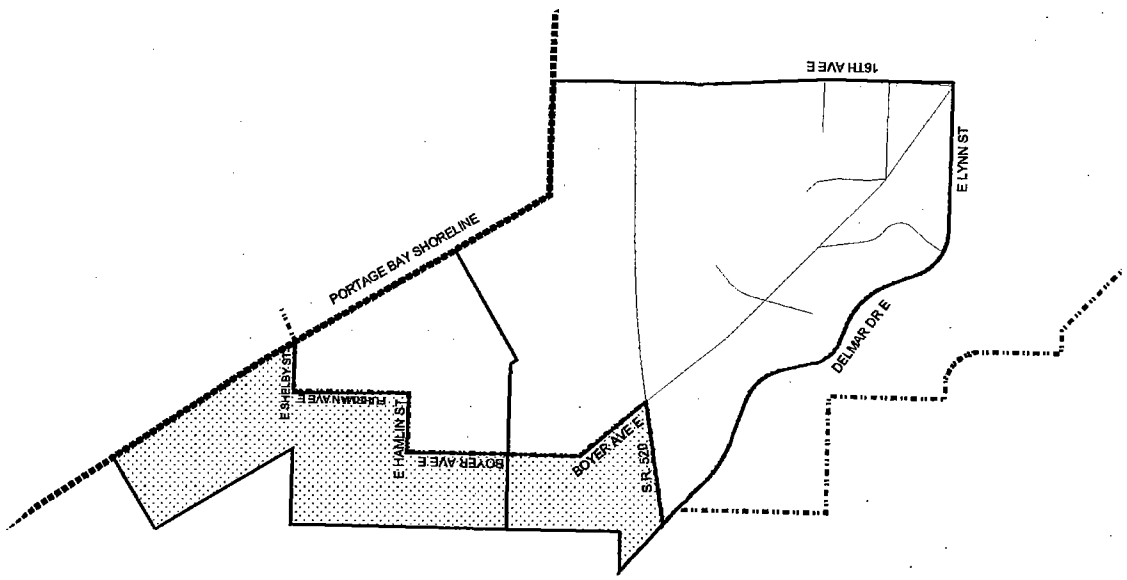 16TH AVE E
E LYNN ST
PORTAGE BAY SHORELINE
DELMAR DR E
E SHELBY ST
AVE E
E HAMLIN ST
BOYER AVE E
BOYER AVE E
S.R. 520